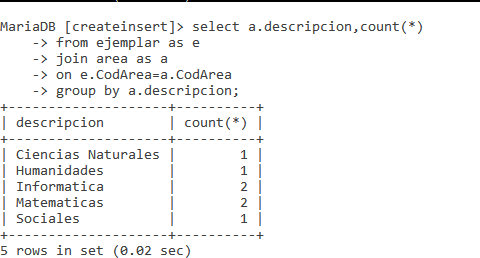 MariaDB [createinsert]> select a.descripcion,count(*)
    -> from ejemplar as e
    -> join area as a
    -> on e.CodArea=a.CodArea
    -> group by a.descripcion;
+-------------------+----------+
| descripcion       | count(*) |
+-------------------+----------+
| Ciencias Naturales |        1 |
| Humanidades       |        1 |
| Informatica       |        2 |
| Matematicas       |        2 |
| Sociales          |        1 |
+-------------------+----------+
5 rows in set (0.02 sec)